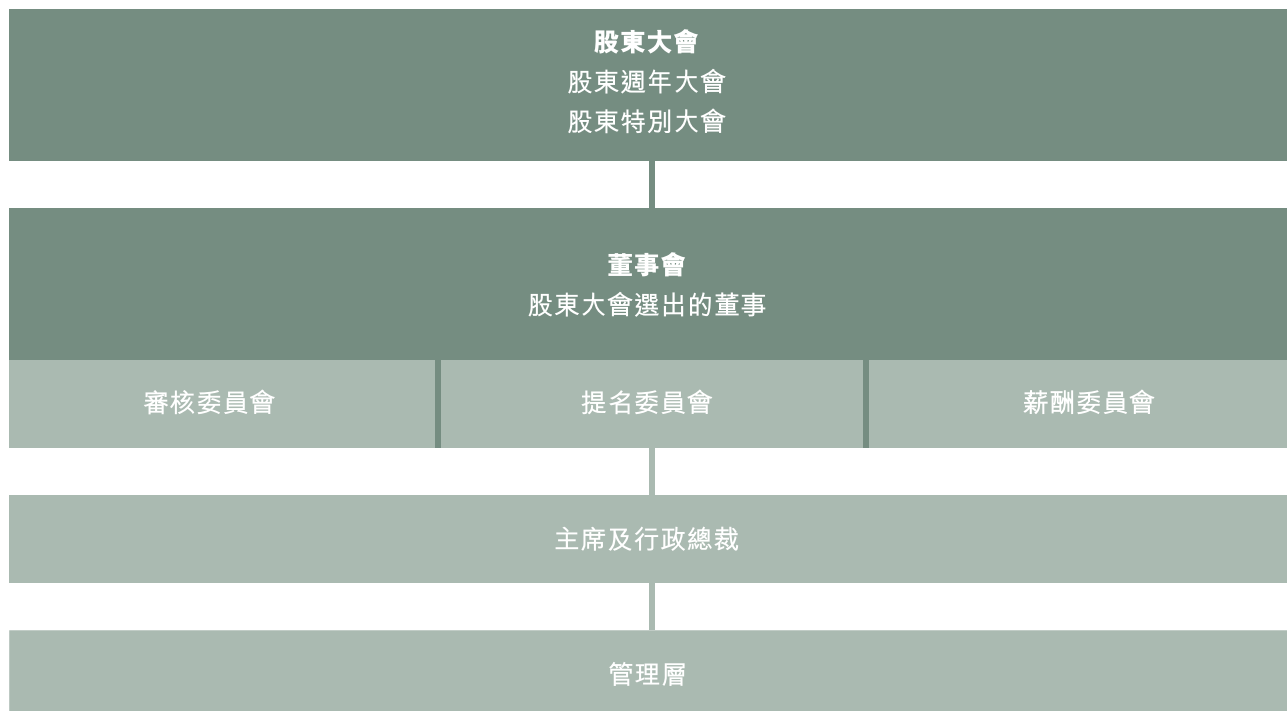 股東大會
股東週年大會
股東特別大會
董事會
股東大會選出的董事
審核委員會
提名委員會
薪酬委員會
主席及行政總裁
管理層